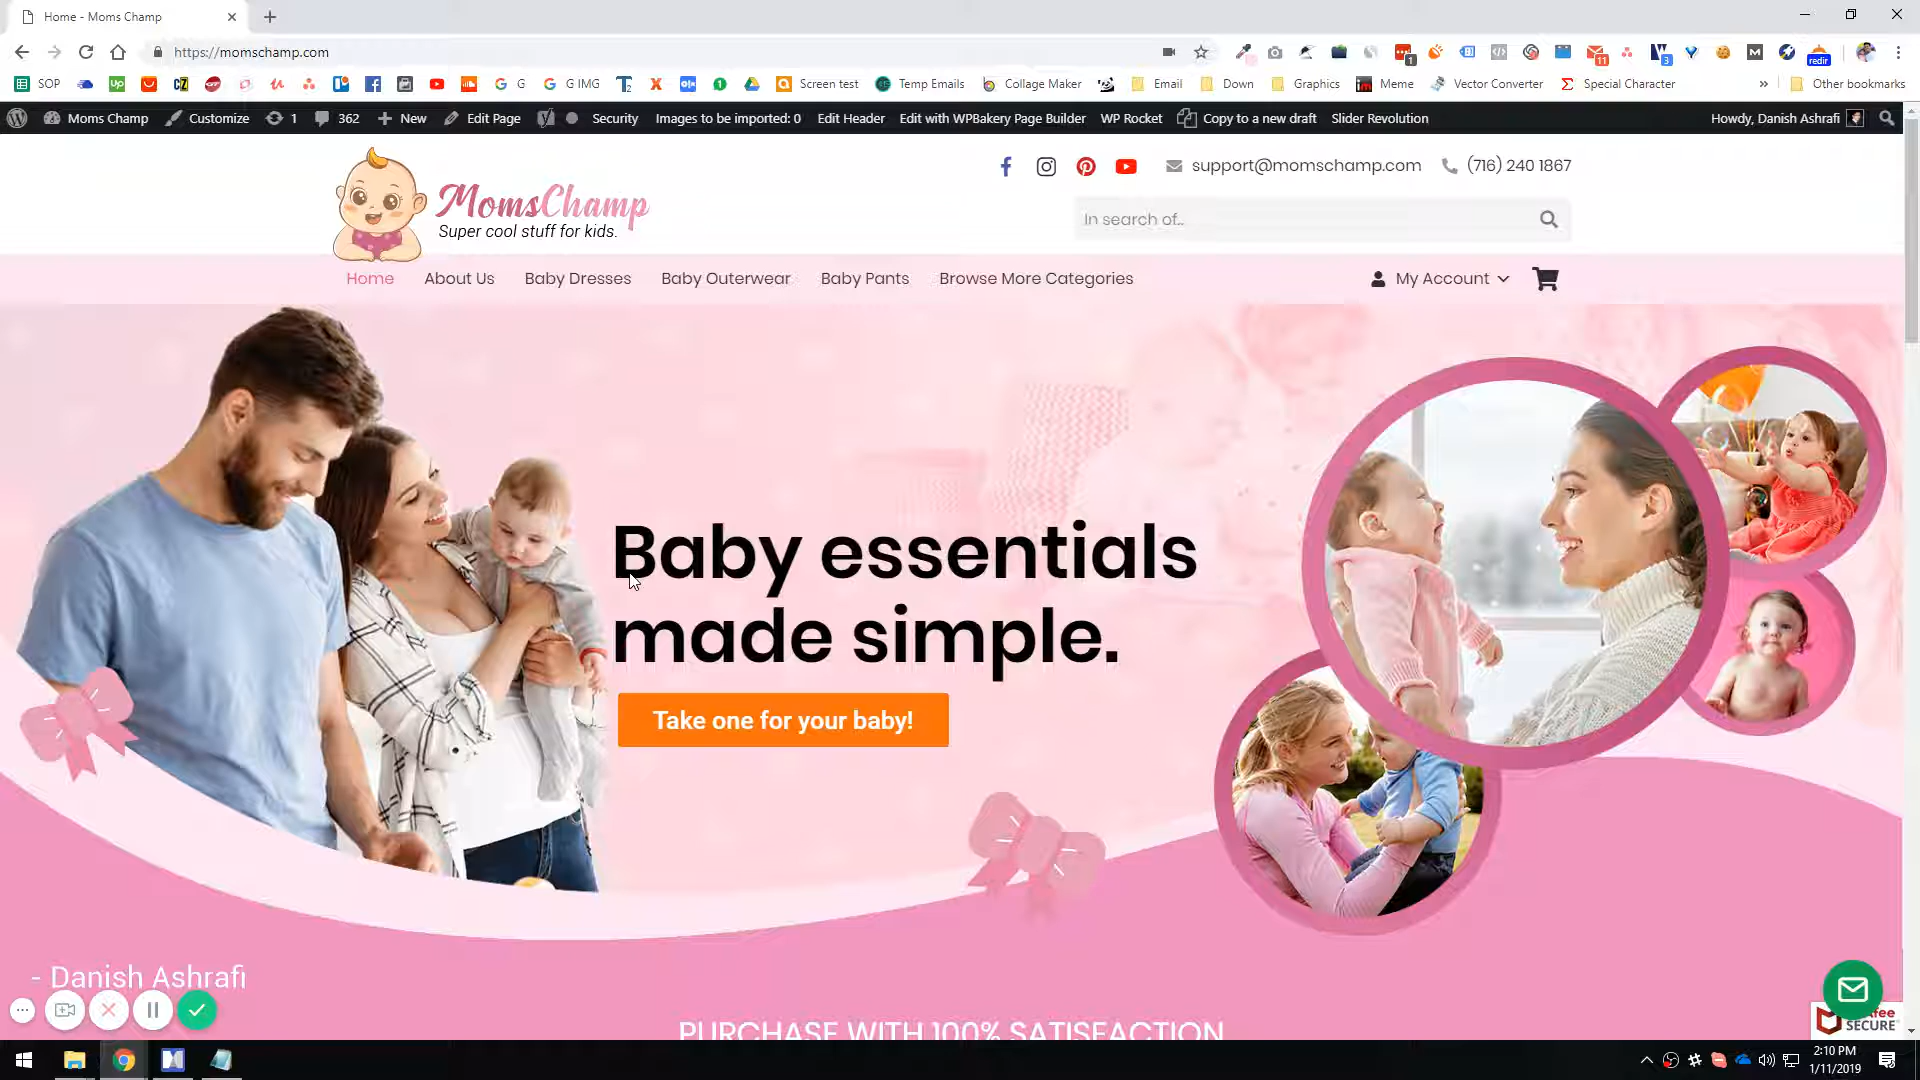 Home - Moms Champ
https://momschamp.com
1
3
11
redir
SOP
G
G IMG
Screen test
Temp Emails
Collage Maker
Email
Down
Graphics
Meme
Vector Converter
Special Character
»
Other bookmarks
Moms Champ
Customize
1
362
New
Edit Page
Security
Images to be imported: 0
Edit Header
Edit with WPBakery Page Builder
WP Rocket
Copy to a new draft
Slider Revolution
Howdy, Danish Ashrafi
support@momschamp.com
(716) 240 1867
MomsChamp
Super cool stuff for kids.
In search of..
Home
About Us
Baby Dresses
Baby Outerwear
Baby Pants
Browse More Categories
My Account
Baby essentials
made simple.
Take one for your baby!
- Danish Ashrafi
PURCHASE WITH 100% SATISFACTION
SECURE
2:10 PM
1/11/2019